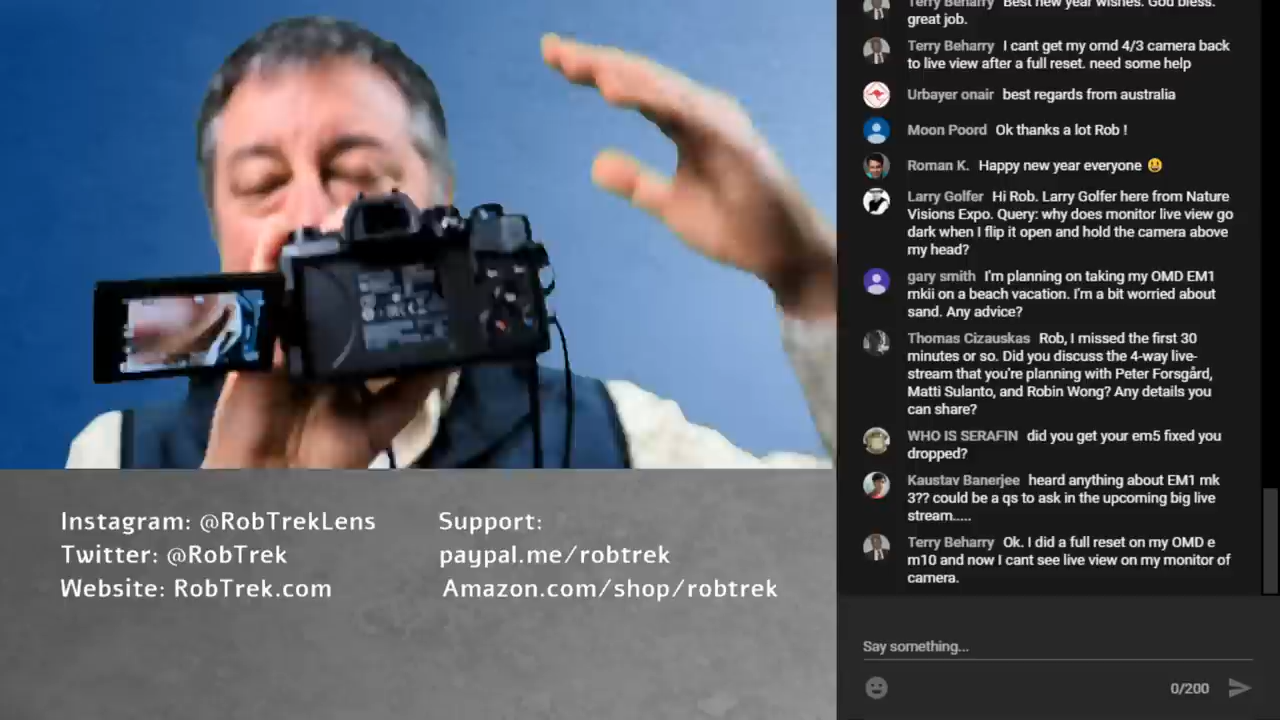 Instagram: @RobTrekLens
Twitter: @RobTrek
Website: RobTrek.com
Support:
paypal.me/robtrek
Amazon.com/shop/robtrek
Terry Beharry Best new year wishes. God bless.
great job.
Terry Beharry I cant get my omd 4/3 camera back
to live view after a full reset. need some help
Urbayer onair best regards from australia
Moon Poord Ok thanks a lot Rob !
Roman K. Happy new year everyone 😃
Larry Golfer Hi Rob. Larry Golfer here from Nature
Visions Expo. Query: why does monitor live view go
dark when I flip it open and hold the camera above
my head?
gary smith I'm planning on taking my OMD EM1
mkii on a beach vacation. I'm a bit worried about
sand. Any advice?
Thomas Cizauskas Rob, I missed the first 30
minutes or so. Did you discuss the 4-way live-
stream that you're planning with Peter Forsgård,
Matti Sulanto, and Robin Wong? Any details you
can share?
WHO IS SERAFIN did you get your em5 fixed you
dropped?
Kaustav Banerjee heard anything about EM1 mk
3?? could be a qs to ask in the upcoming big live
stream.....
Terry Beharry Ok. I did a full reset on my OMD e
m10 and now I cant see live view on my monitor of
camera.
Say something...
0/200